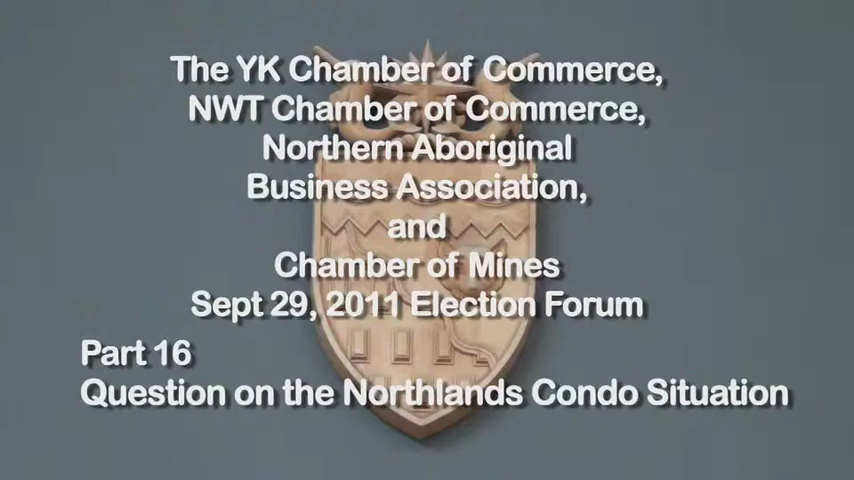 The YK Chamber of Commerce,
NWT Chamber of Commerce,
Northern Aboriginal
Business Association,
and
Chamber of Mines
Sept 29, 2011 Election Forum
Part 16
Question on the Northlands Condo Situation